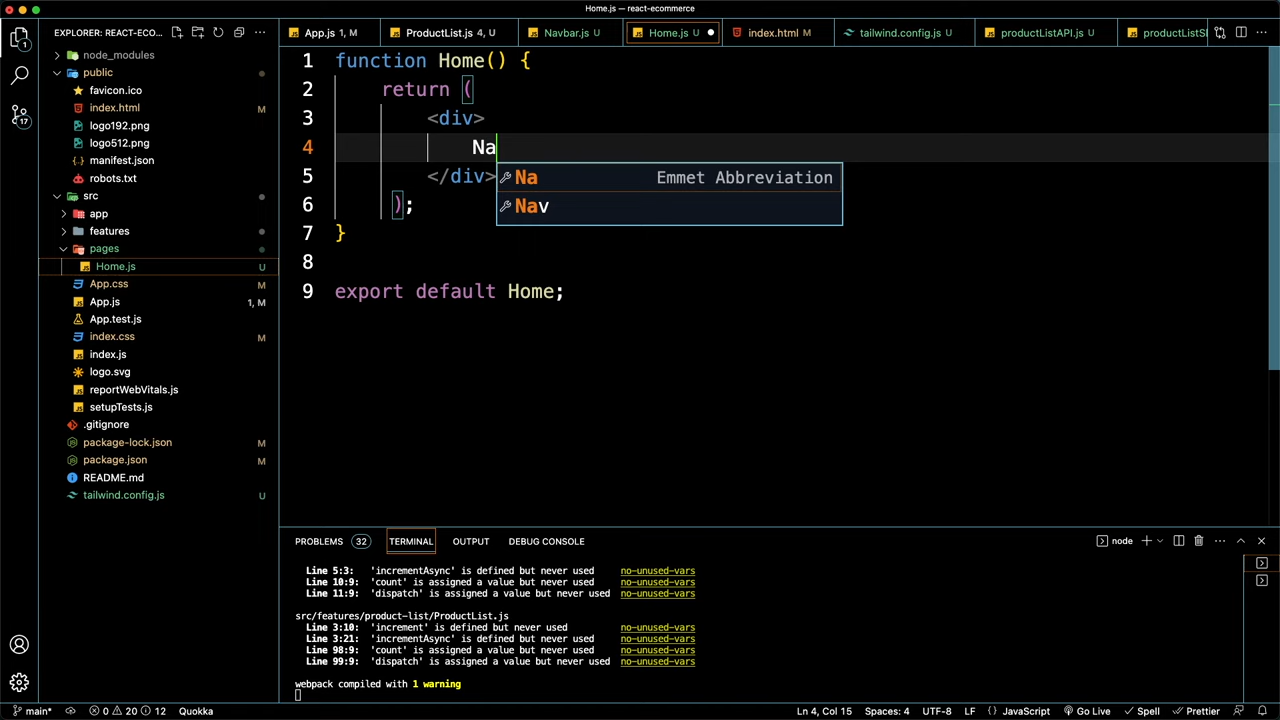 Home.js — react-ecommerce
EXPLORER: REACT-ECO...
App.js 1, M
ProductList.js 4, U
Navbar.js U
Home.js U
index.html M
tailwind.config.js U
productListAPI.js U
productListSl
1
17
node_modules
public
favicon.ico
index.html M
logo192.png
logo512.png
manifest.json
robots.txt
src
app
features
pages
Home.js U
App.css M
App.js 1, M
App.test.js
index.css M
index.js
logo.svg
reportWebVitals.js
setupTests.js
.gitignore
package-lock.json M
package.json M
README.md
tailwind.config.js U
1 function Home() {
2 return (
3 <div>
4 Na
5 </div>
6 );
7 }
8
9 export default Home;
Na Emmet Abbreviation
Nav
PROBLEMS 32 TERMINAL OUTPUT DEBUG CONSOLE
node
Line 5:3: 'incrementAsync' is defined but never used no-unused-vars
Line 10:9: 'count' is assigned a value but never used no-unused-vars
Line 11:9: 'dispatch' is assigned a value but never used no-unused-vars
src/features/product-list/ProductList.js
Line 3:10: 'increment' is defined but never used no-unused-vars
Line 3:21: 'incrementAsync' is defined but never used no-unused-vars
Line 98:9: 'count' is assigned a value but never used no-unused-vars
Line 99:9: 'dispatch' is assigned a value but never used no-unused-vars
webpack compiled with 1 warning
main* 0 20 12 Quokka
Ln 4, Col 15 Spaces: 4 UTF-8 LF {} JavaScript Go Live Spell Prettier